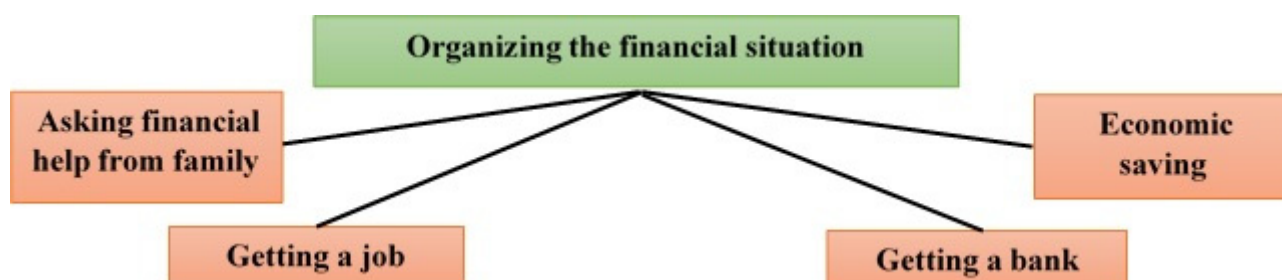 Organizing the financial situation
Asking financial
help from family
Economic
saving
Getting a job
Getting a bank